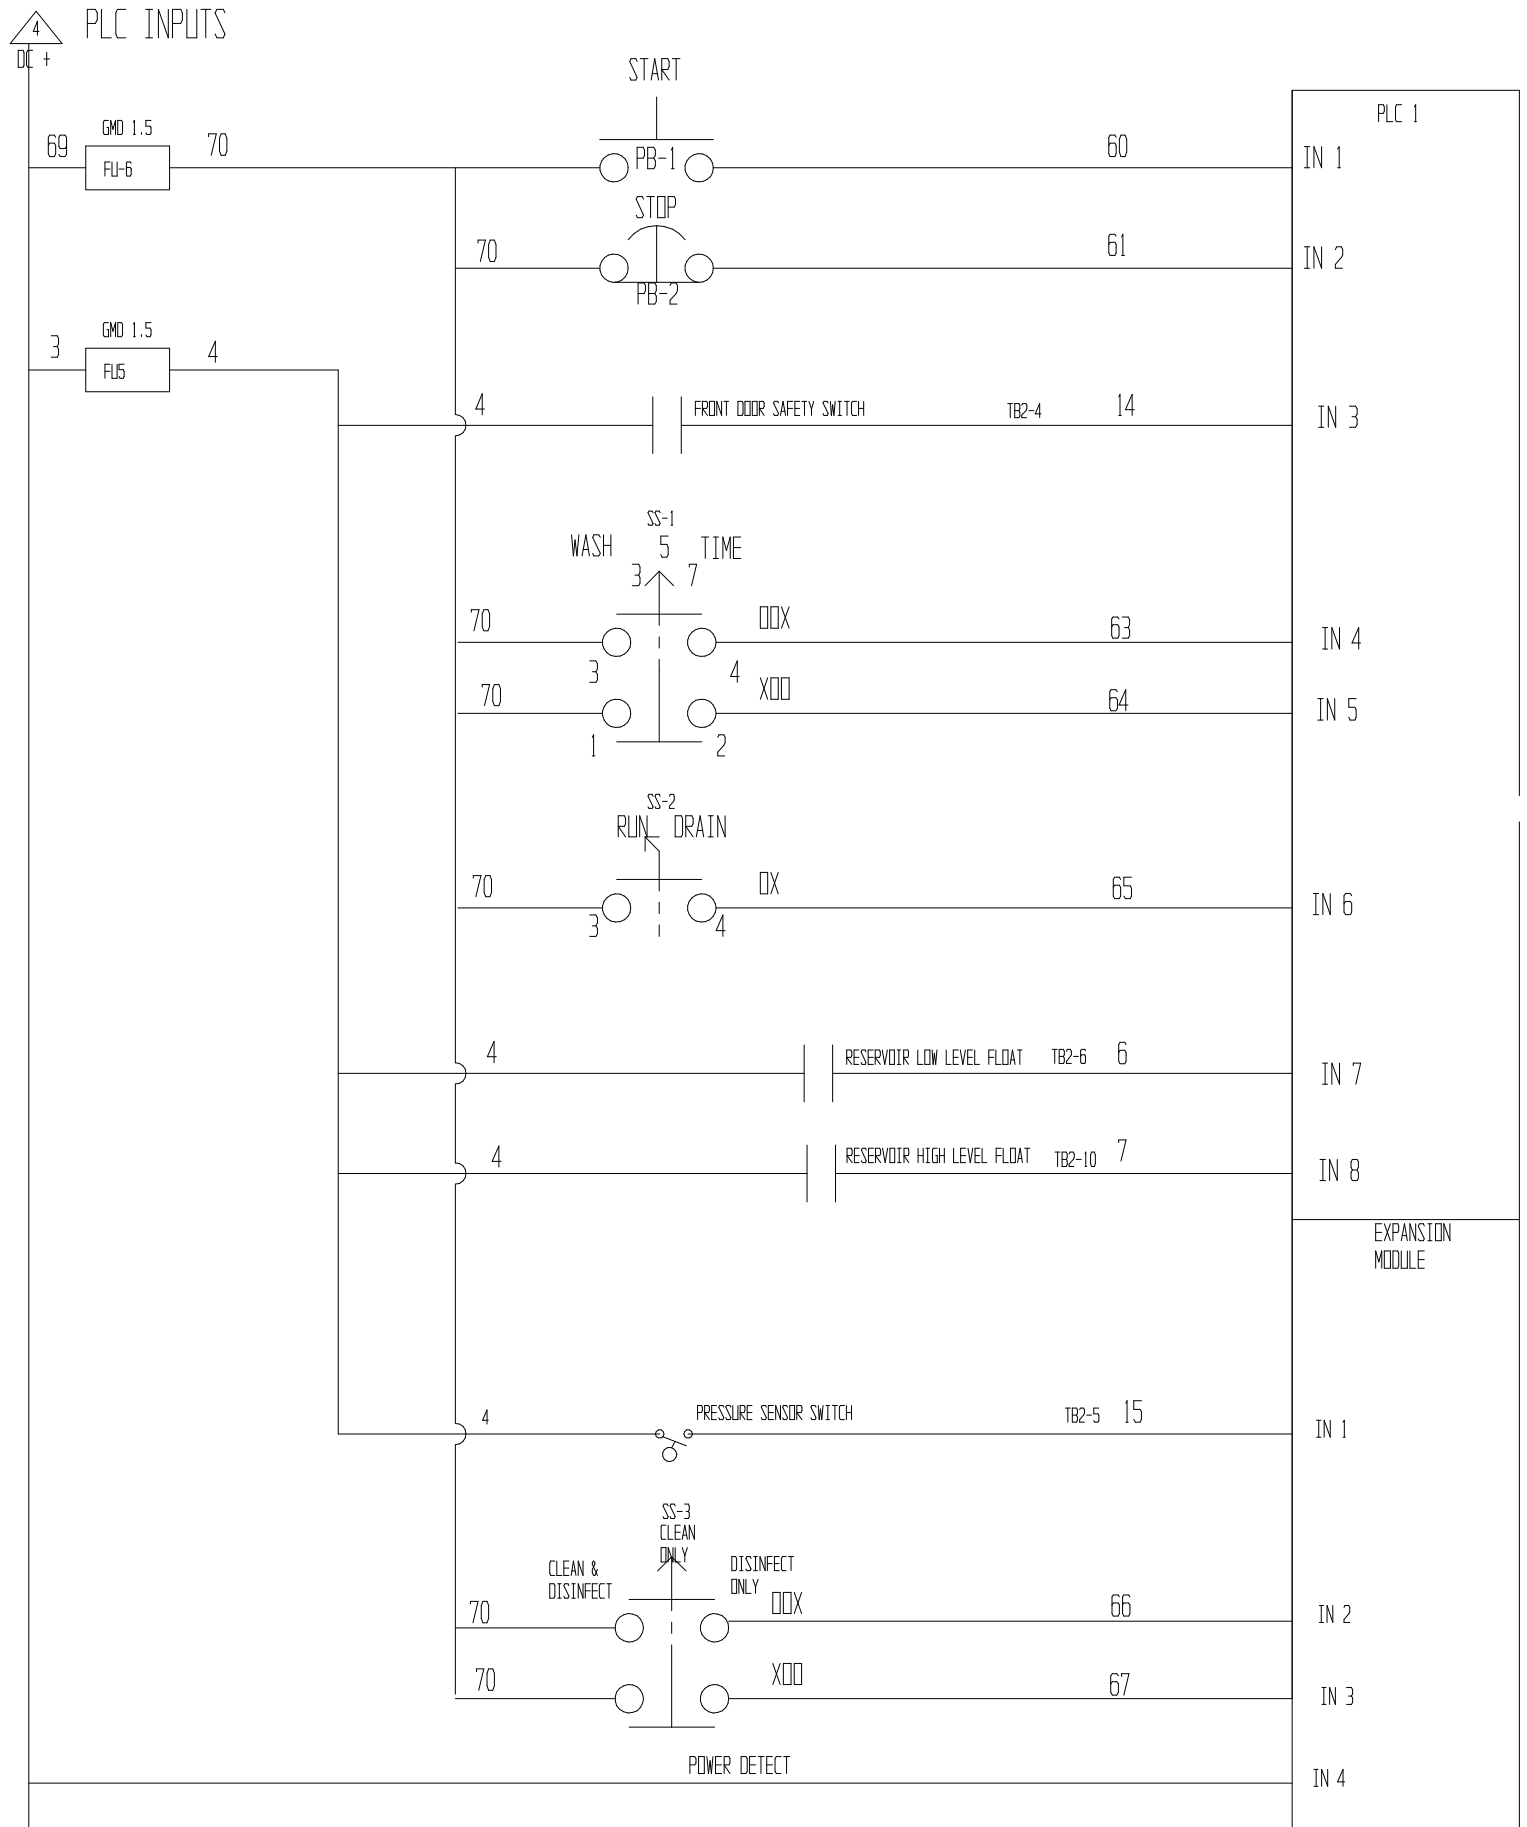 4 PLC INPUTS
DC +
START
PLC 1
69 GMD 1.5 70 PB-1 60 IN 1
FU-6
STOP
70 61 IN 2
PB-2
3 GMD 1.5 4
FU5
4 FRONT DOOR SAFETY SWITCH TB2-4 14 IN 3
SS-1
WASH 5 TIME
3 7
70 OOX 63 IN 4
3 4
70 XOO 64 IN 5
1 2
SS-2
RUN DRAIN
70 OX 65 IN 6
3 4
4 RESERVOIR LOW LEVEL FLOAT TB2-6 6 IN 7
4 RESERVOIR HIGH LEVEL FLOAT TB2-10 7 IN 8
EXPANSION
MODULE
4 PRESSURE SENSOR SWITCH TB2-5 15 IN 1
SS-3
CLEAN
ONLY
CLEAN &
DISINFECT
DISINFECT
ONLY
70 OOX 66 IN 2
70 XOO 67 IN 3
POWER DETECT IN 4